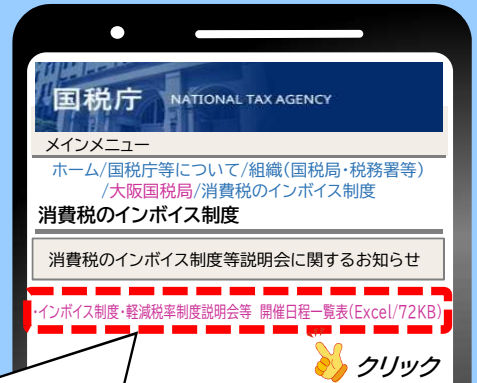 国税庁 NATIONAL TAX AGENCY
メインメニュー
ホーム/国税庁等について/組織(国税局・税務署等)
/大阪国税局/消費税のインボイス制度
消費税のインボイス制度
消費税のインボイス制度等説明会に関するお知らせ
・インボイス制度・軽減税率制度説明会等 開催日程一覧表(Excel/72KB)
クリック